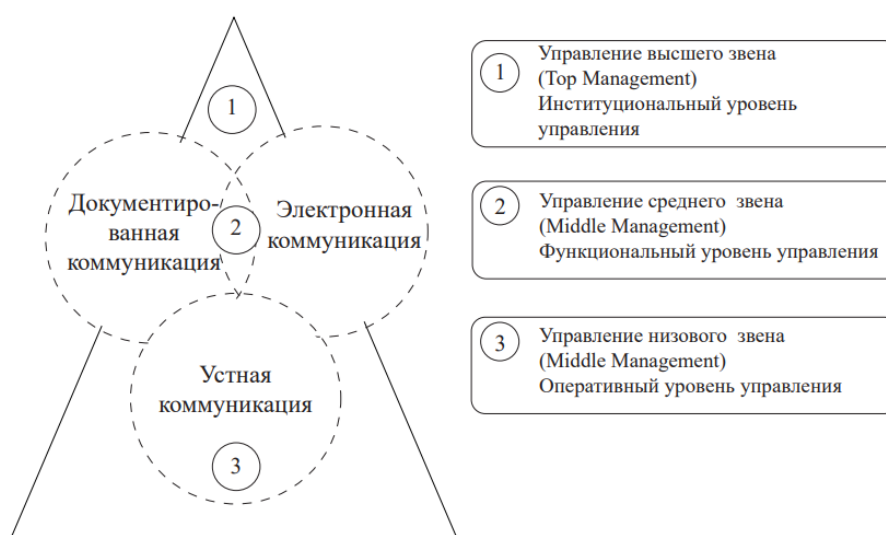 1
Документиро-
ванная
коммуникация
2
Электронная
коммуникация
Устная
коммуникация
3
1
Управление высшего звена
(Top Management)
Институциональный уровень
управления
2
Управление среднего звена
(Middle Management)
Функциональный уровень управления
3
Управление низового звена
(Middle Management)
Оперативный уровень управления